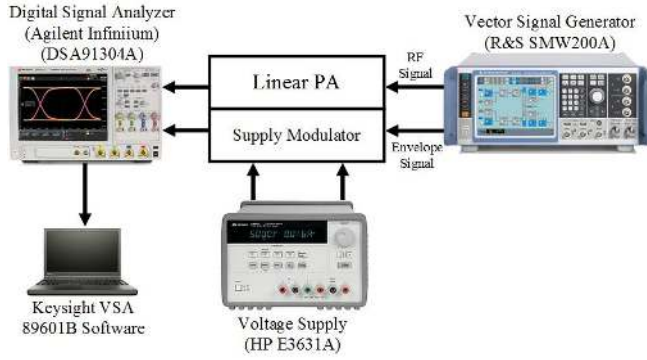 Digital Signal Analyzer
(Agilent Infiniium)
(DSA91304A)
Vector Signal Generator
(R&S SMW200A)
Linear PA
Supply Modulator
RF
Signal
Envelope
Signal
Keysight VSA
89601B Software
Voltage Supply
(HP E3631A)